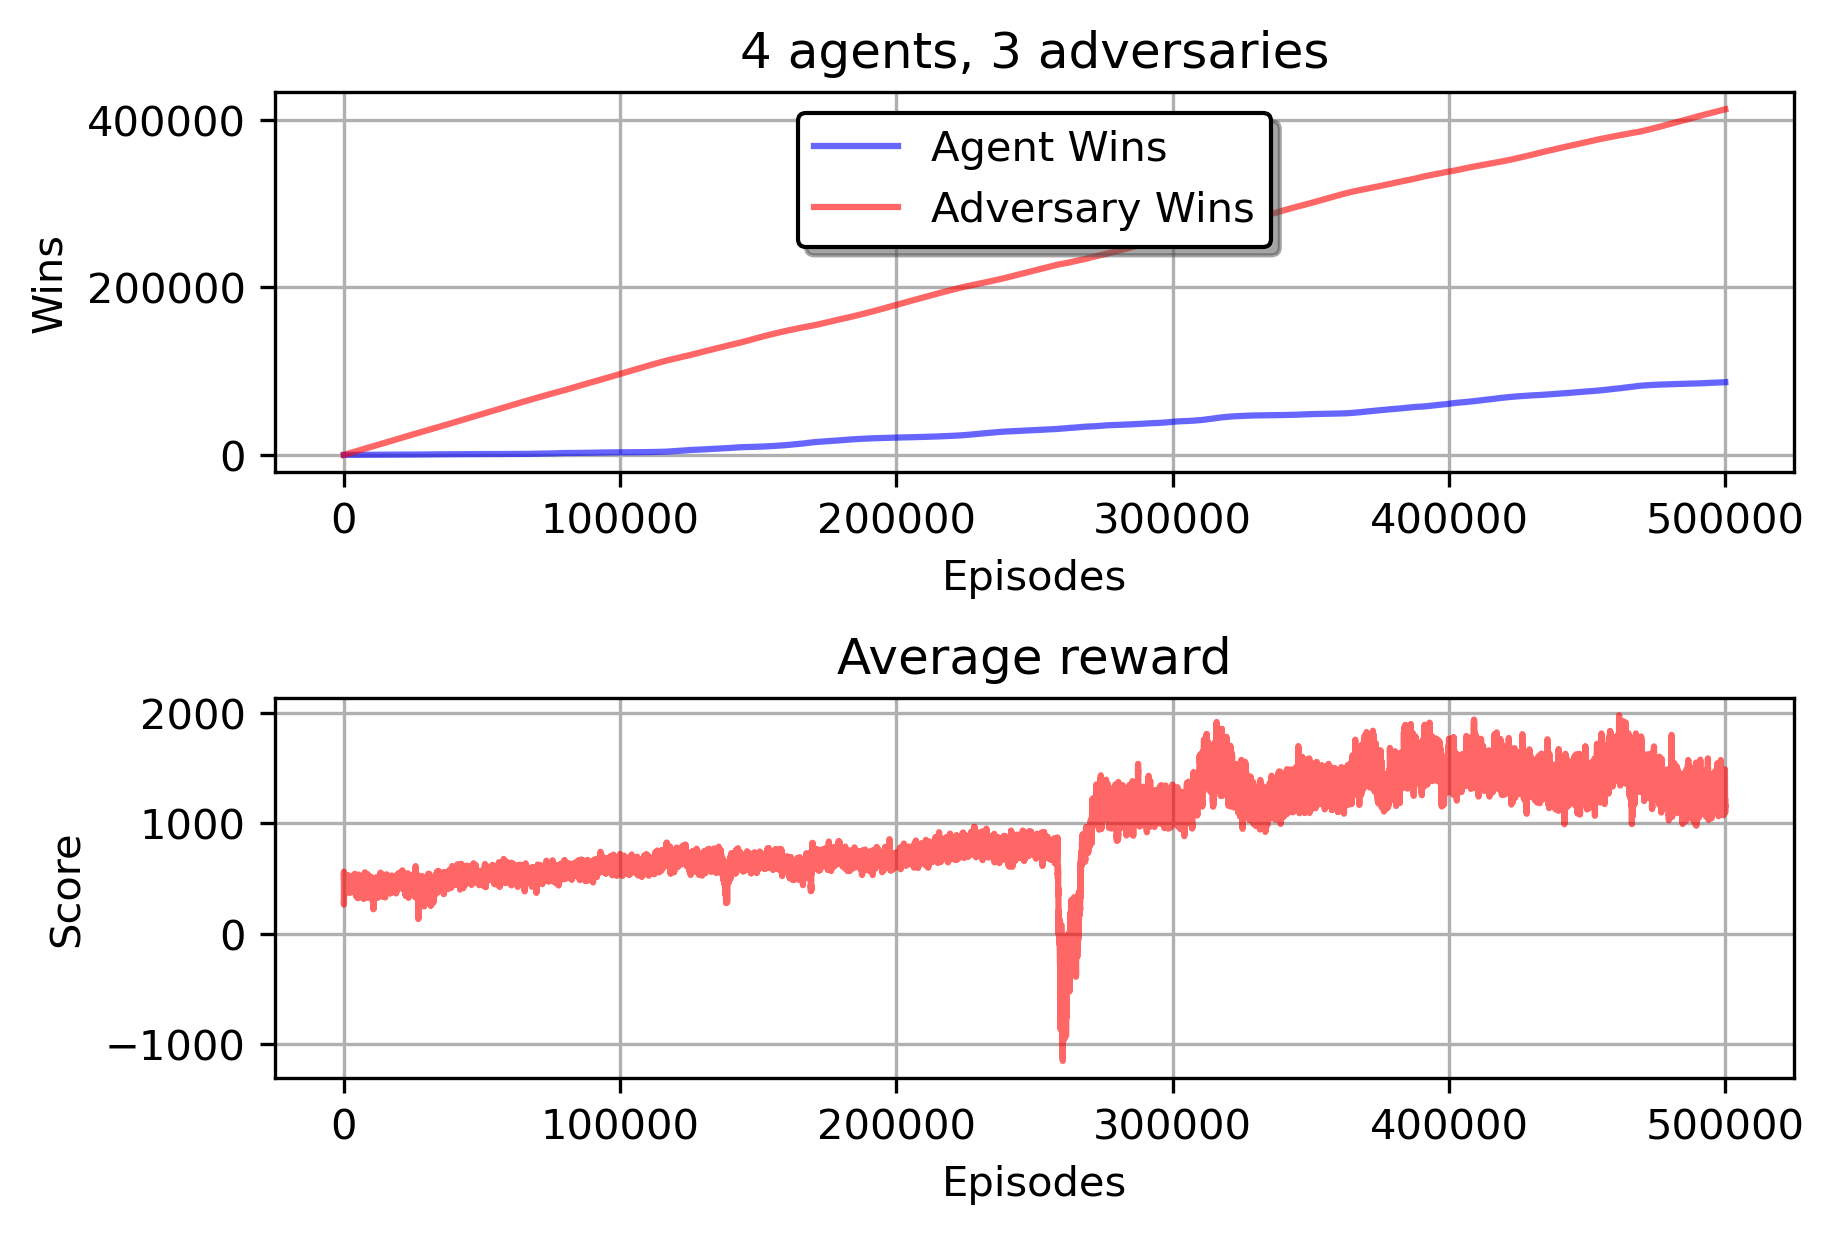 4 agents, 3 adversaries
Agent Wins
Adversary Wins
Wins
400000
200000
0
0 100000 200000 300000 400000 500000
Episodes
Average reward
Score
2000
1000
0
−1000
0 100000 200000 300000 400000 500000
Episodes